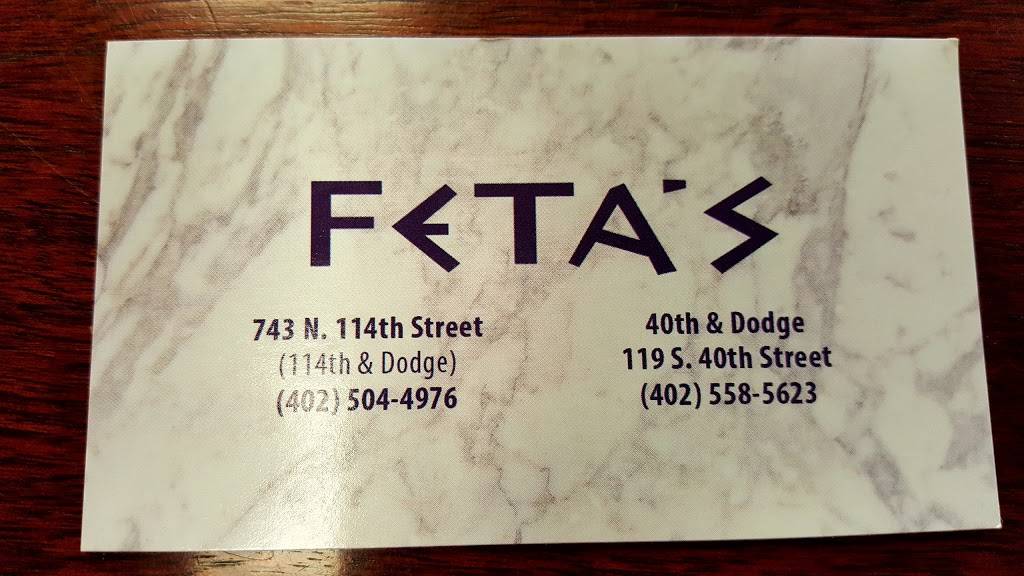 FETA'S
743 N. 114th Street
(114th & Dodge)
(402) 504-4976
40th & Dodge
119 S. 40th Street
(402) 558-5623